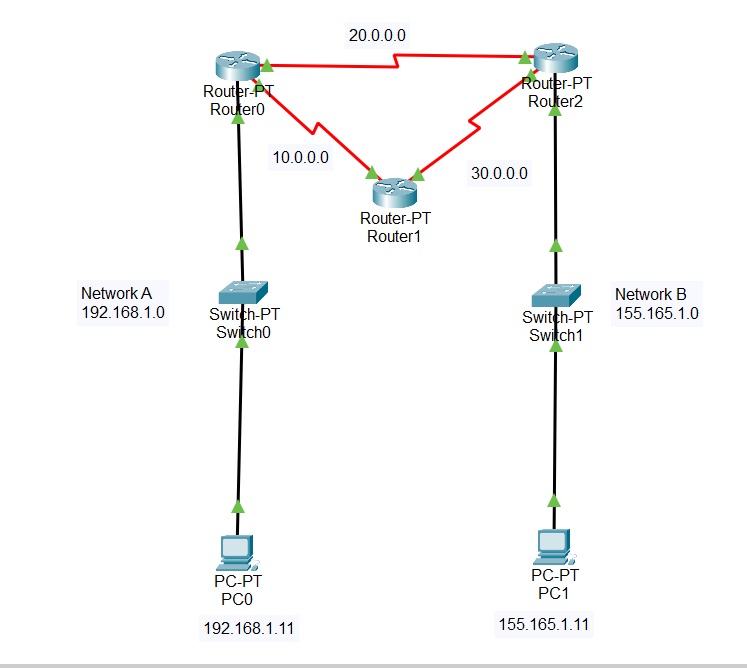 20.0.0.0
Router-PT
Router0
Router-PT
Router2
10.0.0.0
30.0.0.0
Router-PT
Router1
Network A
192.168.1.0
Switch-PT
Switch0
Switch-PT
Switch1
Network B
155.165.1.0
PC-PT
PC0
192.168.1.11
PC-PT
PC1
155.165.1.11